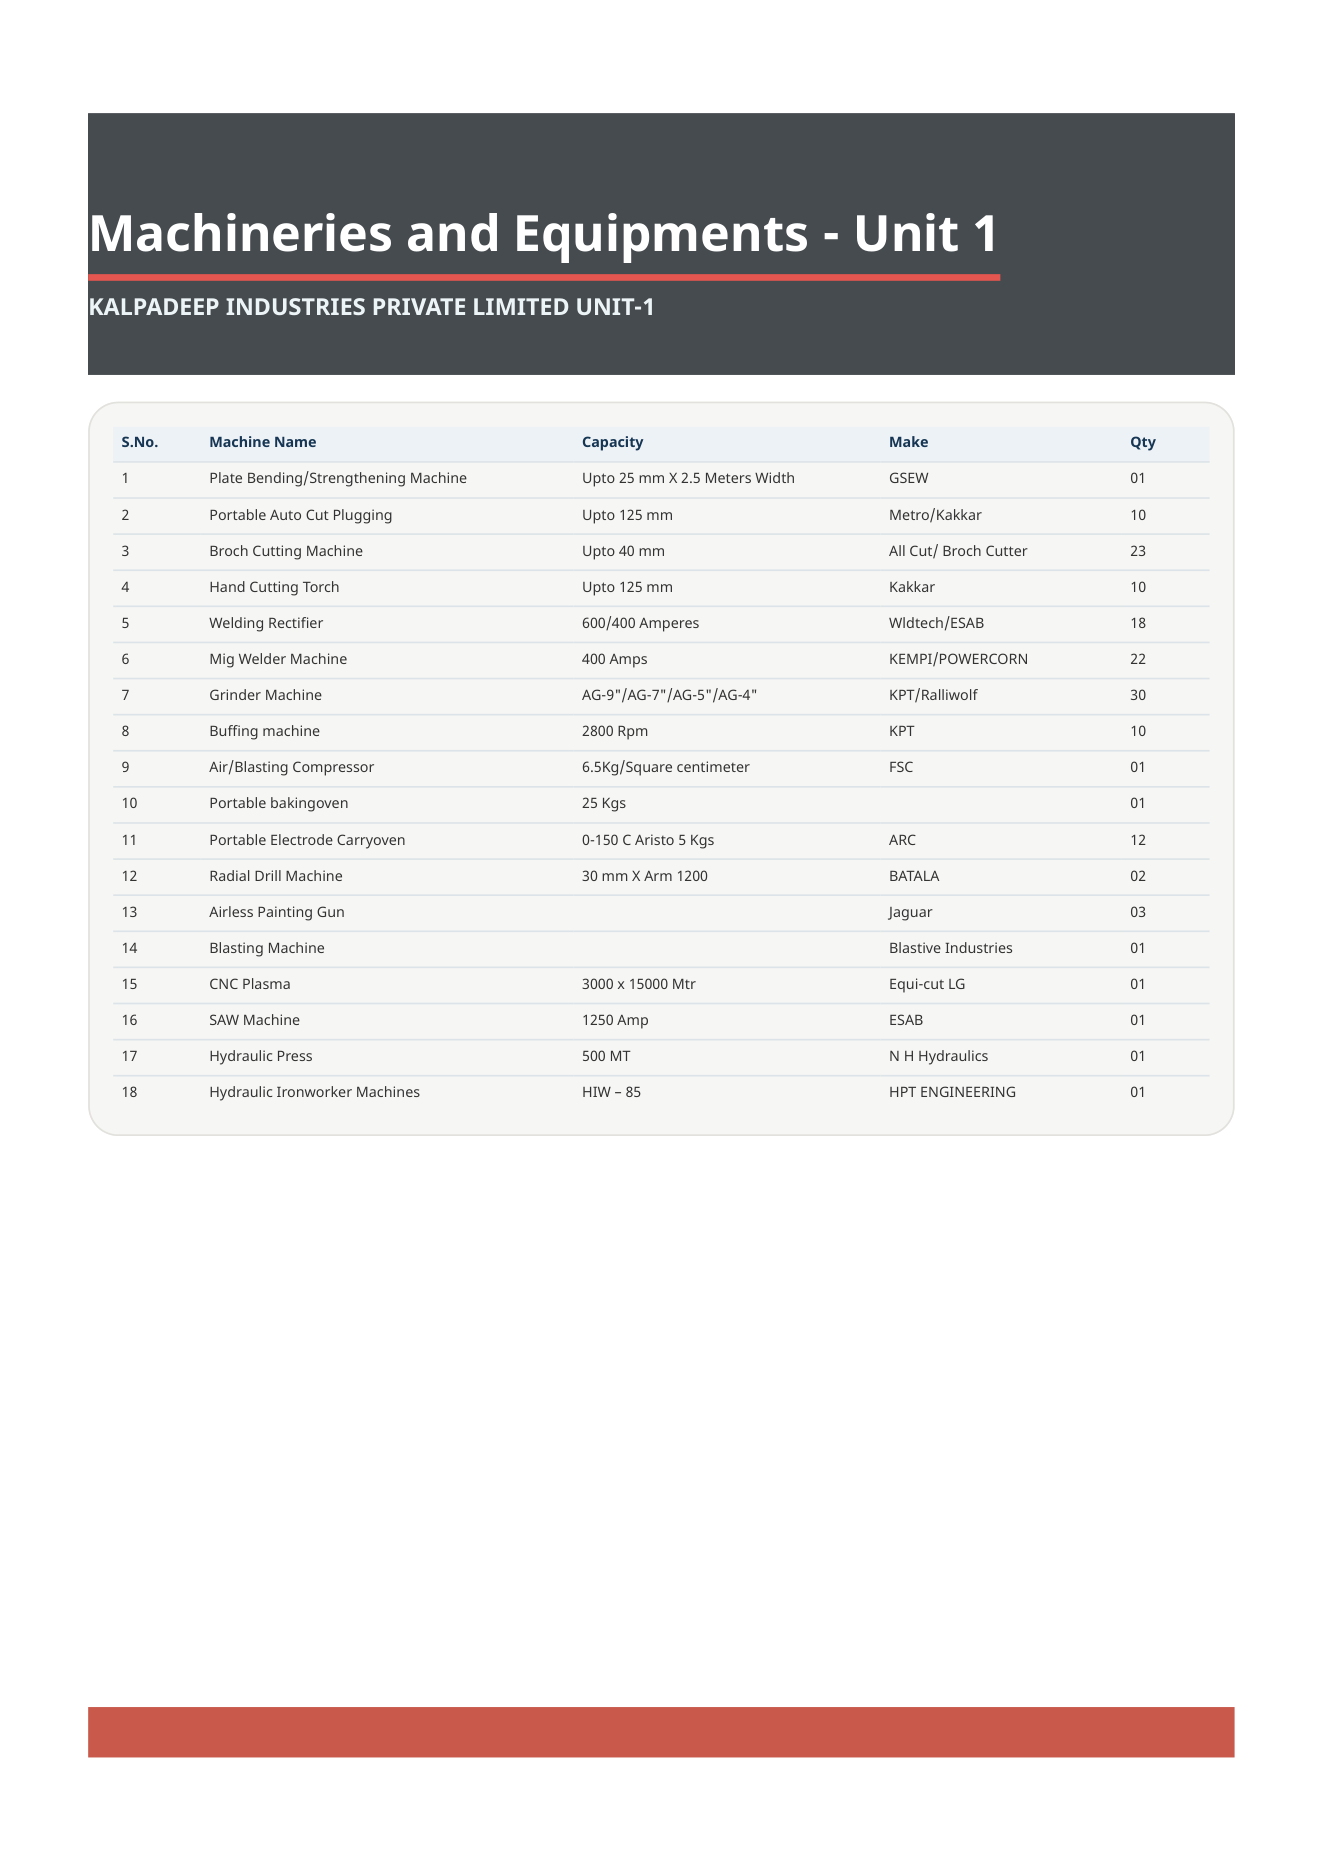 Machineries and Equipments - Unit 1
KALPADEEP INDUSTRIES PRIVATE LIMITED UNIT-1
S.No. Machine Name Capacity Make Qty
1 Plate Bending/Strengthening Machine Upto 25 mm X 2.5 Meters Width GSEW 01
2 Portable Auto Cut Plugging Upto 125 mm Metro/Kakkar 10
3 Broch Cutting Machine Upto 40 mm All Cut/ Broch Cutter 23
4 Hand Cutting Torch Upto 125 mm Kakkar 10
5 Welding Rectifier 600/400 Amperes Wldtech/ESAB 18
6 Mig Welder Machine 400 Amps KEMPI/POWERCORN 22
7 Grinder Machine AG-9"/AG-7"/AG-5"/AG-4" KPT/Ralliwolf 30
8 Buffing machine 2800 Rpm KPT 10
9 Air/Blasting Compressor 6.5Kg/Square centimeter FSC 01
10 Portable bakingoven 25 Kgs 01
11 Portable Electrode Carryoven 0-150 C Aristo 5 Kgs ARC 12
12 Radial Drill Machine 30 mm X Arm 1200 BATALA 02
13 Airless Painting Gun Jaguar 03
14 Blasting Machine Blastive Industries 01
15 CNC Plasma 3000 x 15000 Mtr Equi-cut LG 01
16 SAW Machine 1250 Amp ESAB 01
17 Hydraulic Press 500 MT N H Hydraulics 01
18 Hydraulic Ironworker Machines HIW – 85 HPT ENGINEERING 01